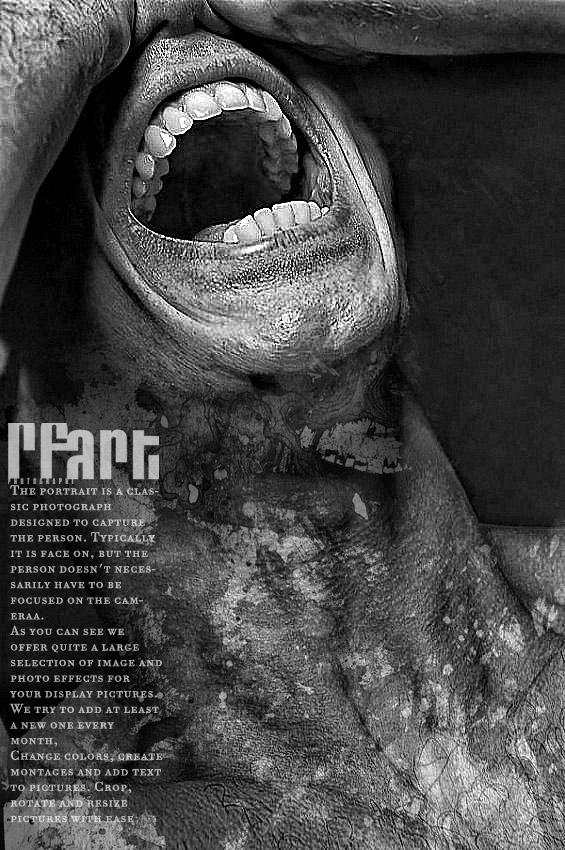 PHOTOGRAPHY
The portrait is a clas-
sic photograph
designed to capture
the person. Typically
it is face on, but the
person doesn't neces-
sarily have to be
focused on the cam-
eraa.
As you can see we
offer quite a large
selection of image and
photo effects for
your display pictures.
We try to add at least
a new one every
month,
Change colors, create
montages and add text
to pictures. Crop,
rotate and resize
pictures with ease